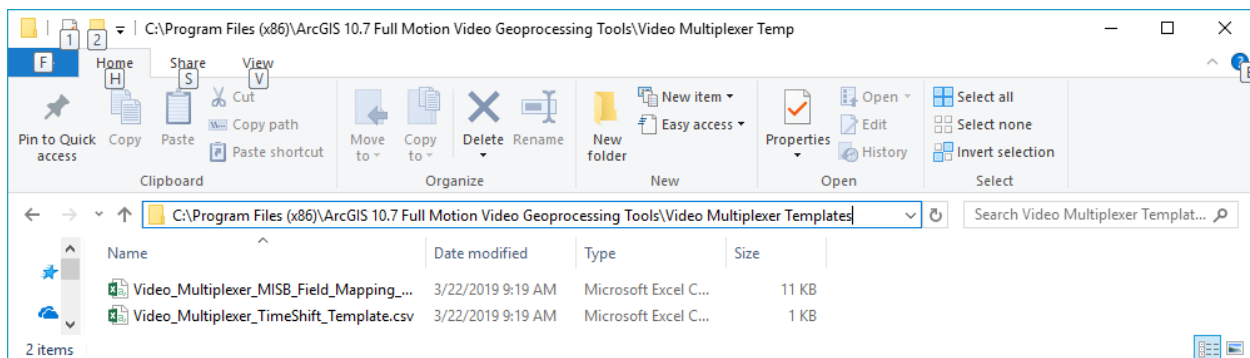 1 2 C:\Program Files (x86)\ArcGIS 10.7 Full Motion Video Geoprocessing Tools\Video Multiplexer Temp
F Home Share View
H S V
Cut
Copy path
Paste shortcut
Pin to Quick access
Copy
Paste
Move to
Copy to
Delete
Rename
New folder
New item
Easy access
Properties
Open
Edit
History
Select all
Select none
Invert selection
Clipboard Organize New Open Select
C:\Program Files (x86)\ArcGIS 10.7 Full Motion Video Geoprocessing Tools\Video Multiplexer Templates
Search Video Multiplexer Templat...
Name Date modified Type Size
Video_Multiplexer_MISB_Field_Mapping_... 3/22/2019 9:19 AM Microsoft Excel C... 11 KB
Video_Multiplexer_TimeShift_Template.csv 3/22/2019 9:19 AM Microsoft Excel C... 1 KB
2 items